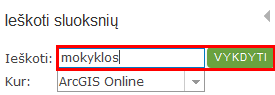 Ieškoti sluoksnių
Ieškoti: mokyklos VYKDYTI
Kur: ArcGIS Online